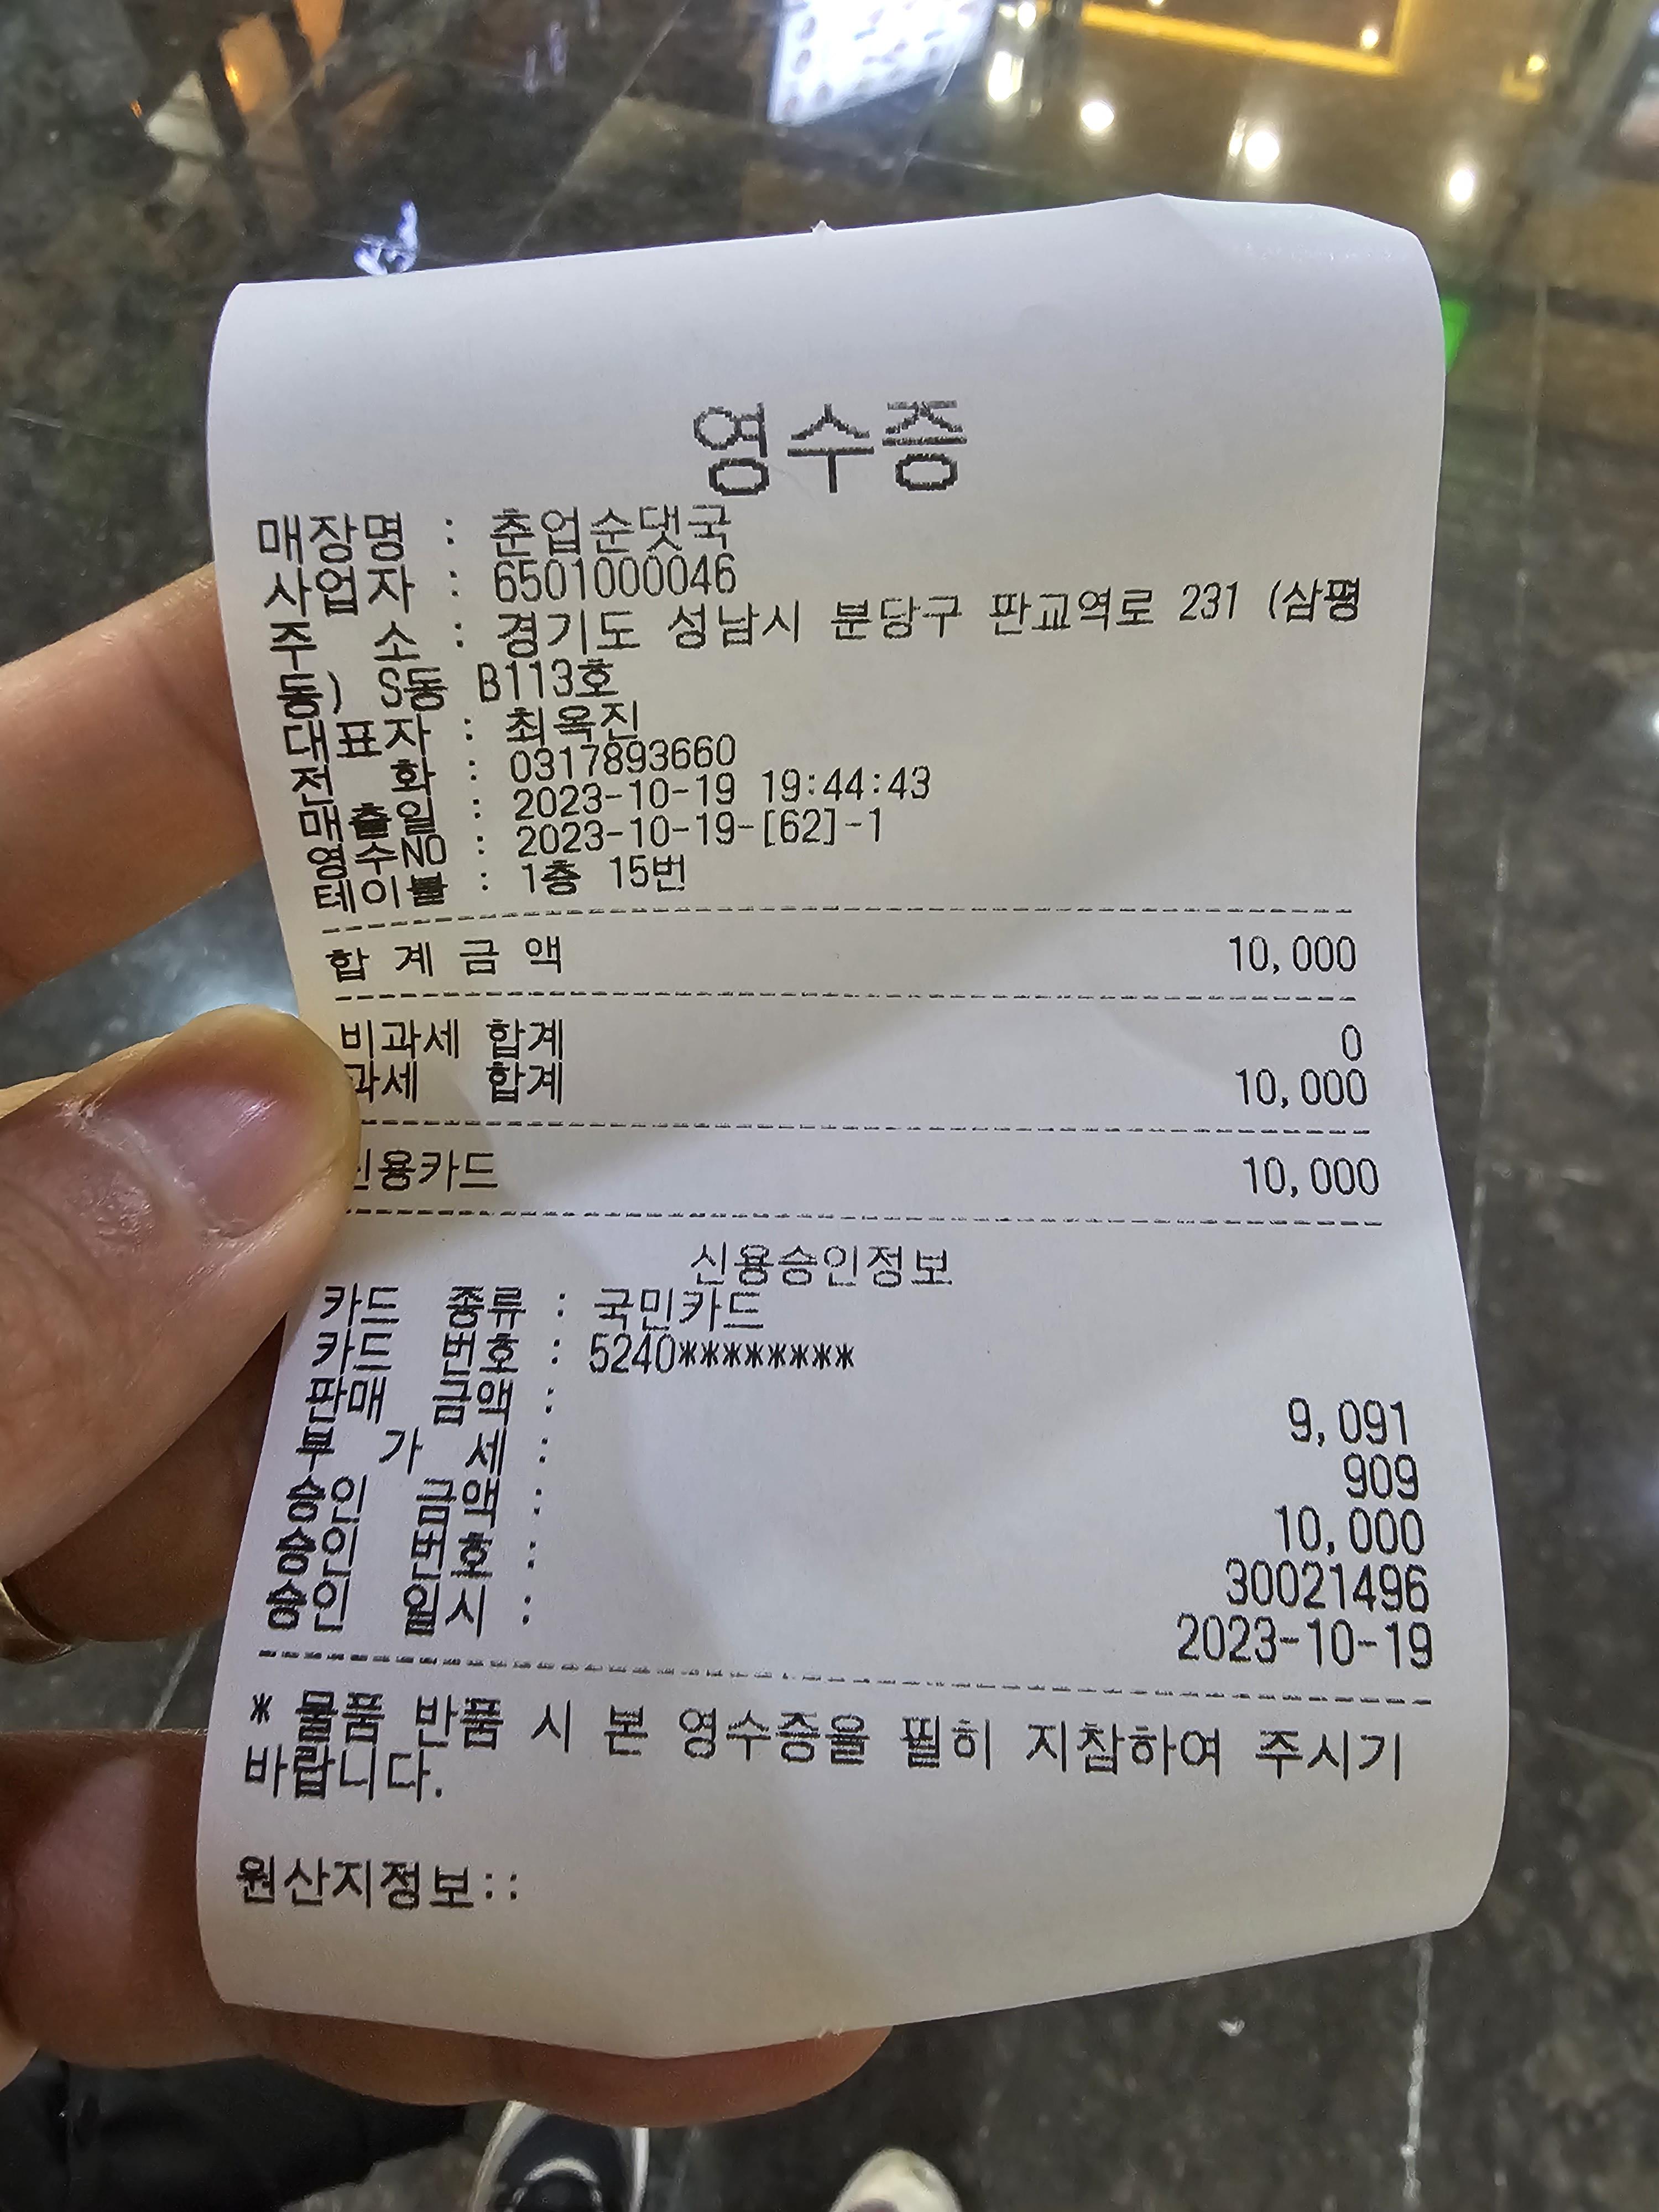 영수증
매장명 : 춘업순댓국
사업자 : 6501000046
주 소 : 경기도 성남시 분당구 판교역로 231 (삼평
동) S동 B113호
대표자 : 최옥진
전 화 : 0317893660
매출일 : 2023-10-19 19:44:43
영수NO : 2023-10-19-[62]-1
테이블 : 1층 15번
합 계 금 액 10,000
비과세 합계 0
과세 합계 10,000
신용카드 10,000
신용승인정보
카드 종류 : 국민카드
카드 번호 : 5240********
판매 금액 : 9,091
부 가 세 : 909
승인 금액 : 10,000
승인 번호 : 30021496
승인 일시 : 2023-10-19
* 물품 반품 시 본 영수증을 필히 지참하여 주시기
바랍니다.
원산지정보::